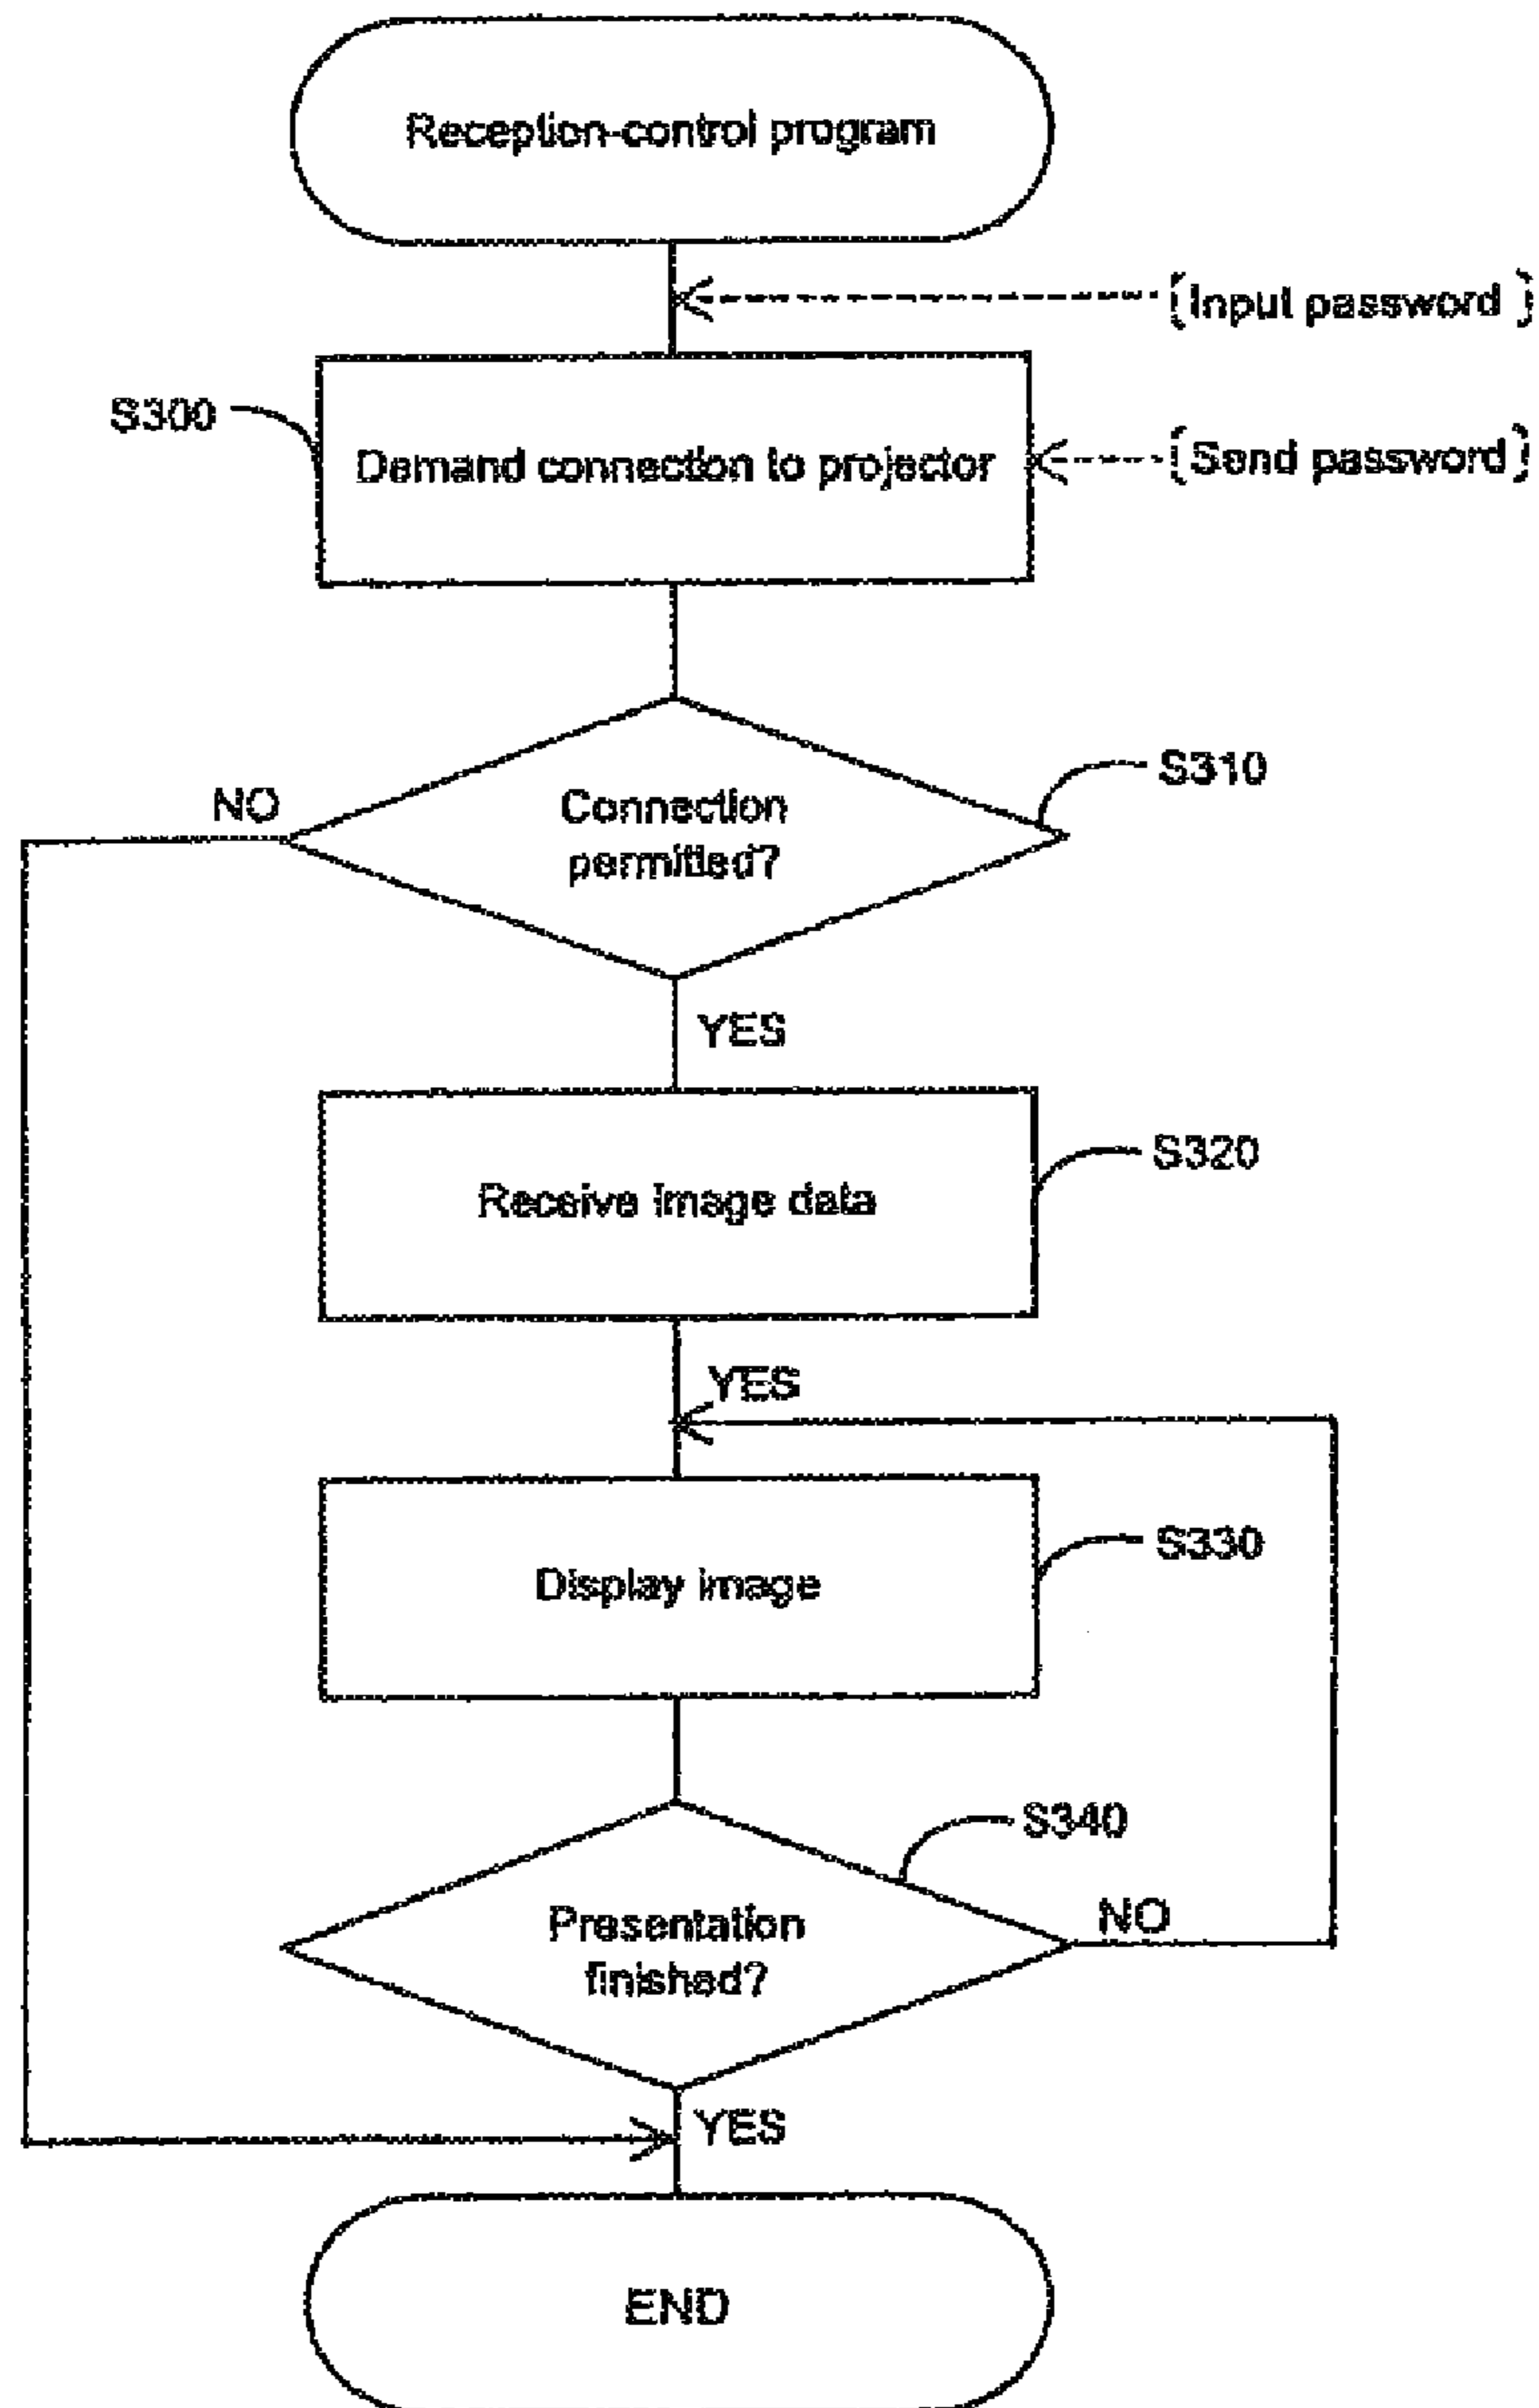 Reception-control program
{Input password}
S300
Demand connection to projector
{Send password}
S310
NO
Connection
permitted?
YES
S320
Receive image data
YES
S330
Display image
S340
Presentation
finished?
NO
YES
END